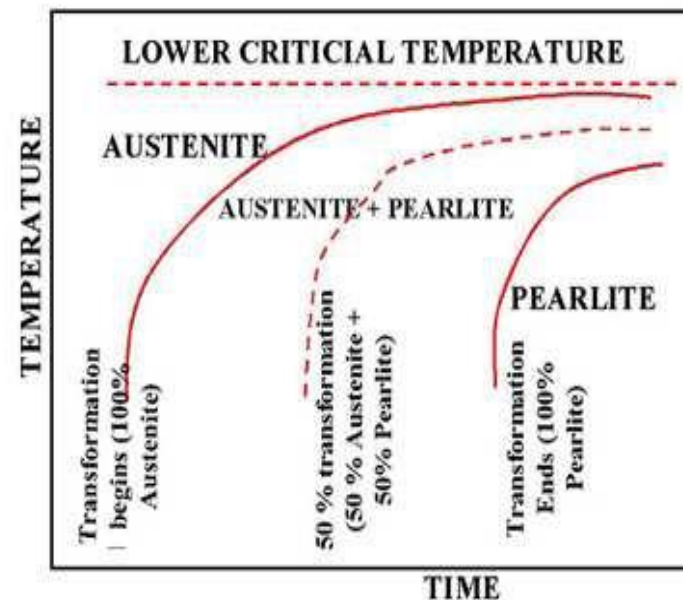 LOWER CRITICIAL TEMPERATURE
AUSTENITE
AUSTENITE + PEARLITE
PEARLITE
TEMPERATURE
Transformation
| begins (100%
Austenite)
50 % transformation
(50 % Austenite +
50% Pearlite)
Transformation
Ends (100%
Pearlite)
TIME